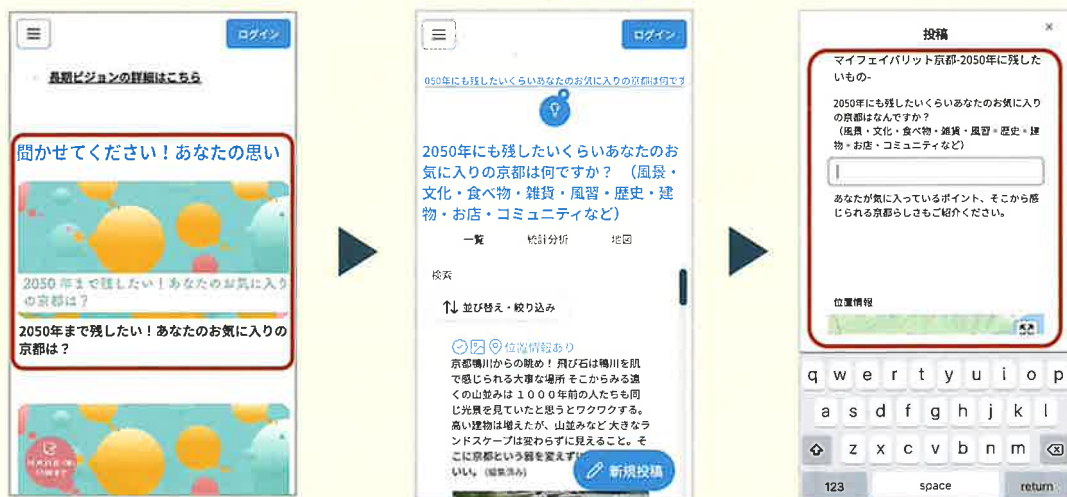 ログイン
長期ビジョンの詳細はこちら
聞かせてください！あなたの思い
2050年まで残したい！あなたのお気に入り
の京都は？
2050年まで残したい！あなたのお気に入りの
京都は？
ログイン
050年にも残したいくらいあなたのお気に入りの京都は何です
2050年にも残したいくらいあなたのお
気に入りの京都は何ですか？（風景・
文化・食べ物・雑貨・風習・歴史・建
物・お店・コミュニティなど）
一覧 統計分析 地図
検索
並び替え・絞り込み
位置情報あり
京都鴨川からの眺め！ 飛び石は鴨川を肌
で感じられる大事な場所 そこからみる遠
くの山並みは１０００年前の人たちも同
じ光景を見ていたと思うとワクワクする。
高い建物は増えたが、山並みなど 大きなラ
ンドスケープは変わらずに見えること。そ
こに京都という器を変えず
いい。（編集済み）
新規投稿
投稿
×
マイフェイバリット京都-2050年に残した
いもの-
2050年にも残したいくらいあなたのお気に入り
の京都はなんですか？
（風景・文化・食べ物・雑貨・風習・歴史・建
物・お店・コミュニティなど）
あなたが気に入っているポイント、そこから感
じられる京都らしさもご紹介ください。
位置情報
q w e r t y u i o p
a s d f g h j k l
z x c v b n m
123 space return